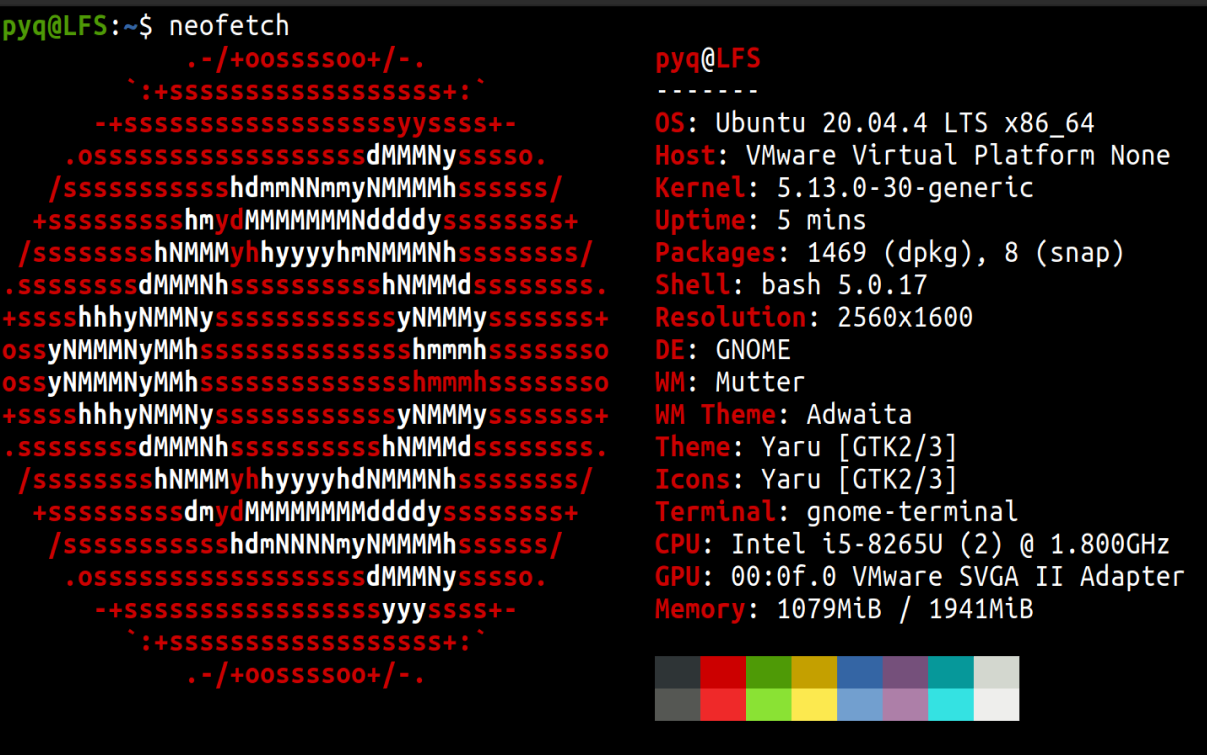 pyq@LFS:~$ neofetch
            .-/+oossssoo+/-.               pyq@LFS
        `:+ssssssssssssssssss+:`           -------
      -+ssssssssssssssssssyyssss+-         OS: Ubuntu 20.04.4 LTS x86_64
    .ossssssssssssssssssdMMMNysssso.       Host: VMware Virtual Platform None
   /ssssssssssshdmmNNmmyNMMMMhssssss/      Kernel: 5.13.0-30-generic
  +ssssssssshmydMMMMMMMNddddyssssssss+     Uptime: 5 mins
 /sssssssshNMMMyhhyyyyhmNMMMNhssssssss/    Packages: 1469 (dpkg), 8 (snap)
.ssssssssdMMMNhsssssssssshNMMMdssssssss.   Shell: bash 5.0.17
+sssshhhyNMMNyssssssssssssyNMMMysssssss+   Resolution: 2560x1600
ossyNMMMNyMMhsssssssssssssshmmmhssssssso   DE: GNOME
ossyNMMMNyMMhsssssssssssssshmmmhssssssso   WM: Mutter
+sssshhhyNMMNyssssssssssssyNMMMysssssss+   WM Theme: Adwaita
.ssssssssdMMMNhsssssssssshNMMMdssssssss.   Theme: Yaru [GTK2/3]
 /sssssssshNMMMyhhyyyyhdNMMMNhssssssss/    Icons: Yaru [GTK2/3]
  +sssssssssdmydMMMMMMMMddddyssssssss+     Terminal: gnome-terminal
   /ssssssssssshdmNNNNmyNMMMMhssssss/      CPU: Intel i5-8265U (2) @ 1.800GHz
    .ossssssssssssssssssdMMMNysssso.       GPU: 00:0f.0 VMware SVGA II Adapter
      -+sssssssssssssssssyyyssss+-         Memory: 1079MiB / 1941MiB
        `:+ssssssssssssssssss+:`
            .-/+oossssoo+/-.